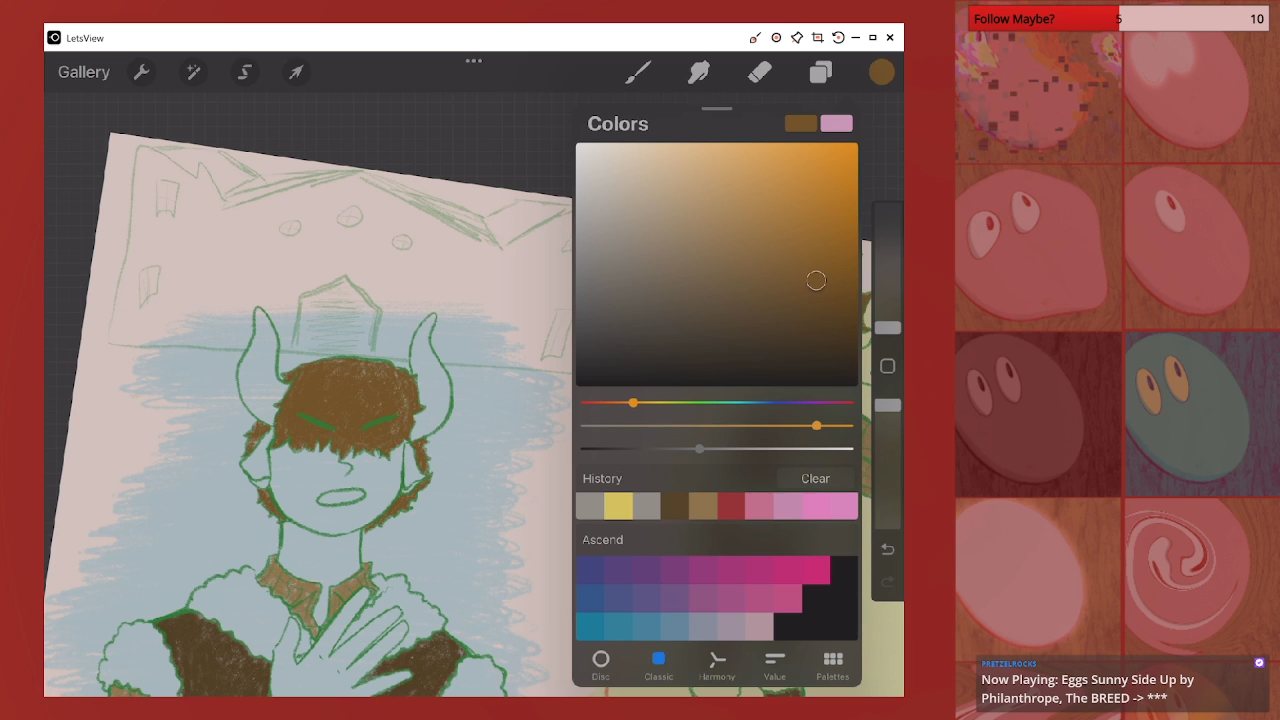 LetsView
Gallery
Colors
History
Clear
Ascend
Disc
Classic
Harmony
Value
Palettes
Follow Maybe?
5
10
PRETZELROCKS
Now Playing: Eggs Sunny Side Up by
Philanthrope, The BREED -> ***